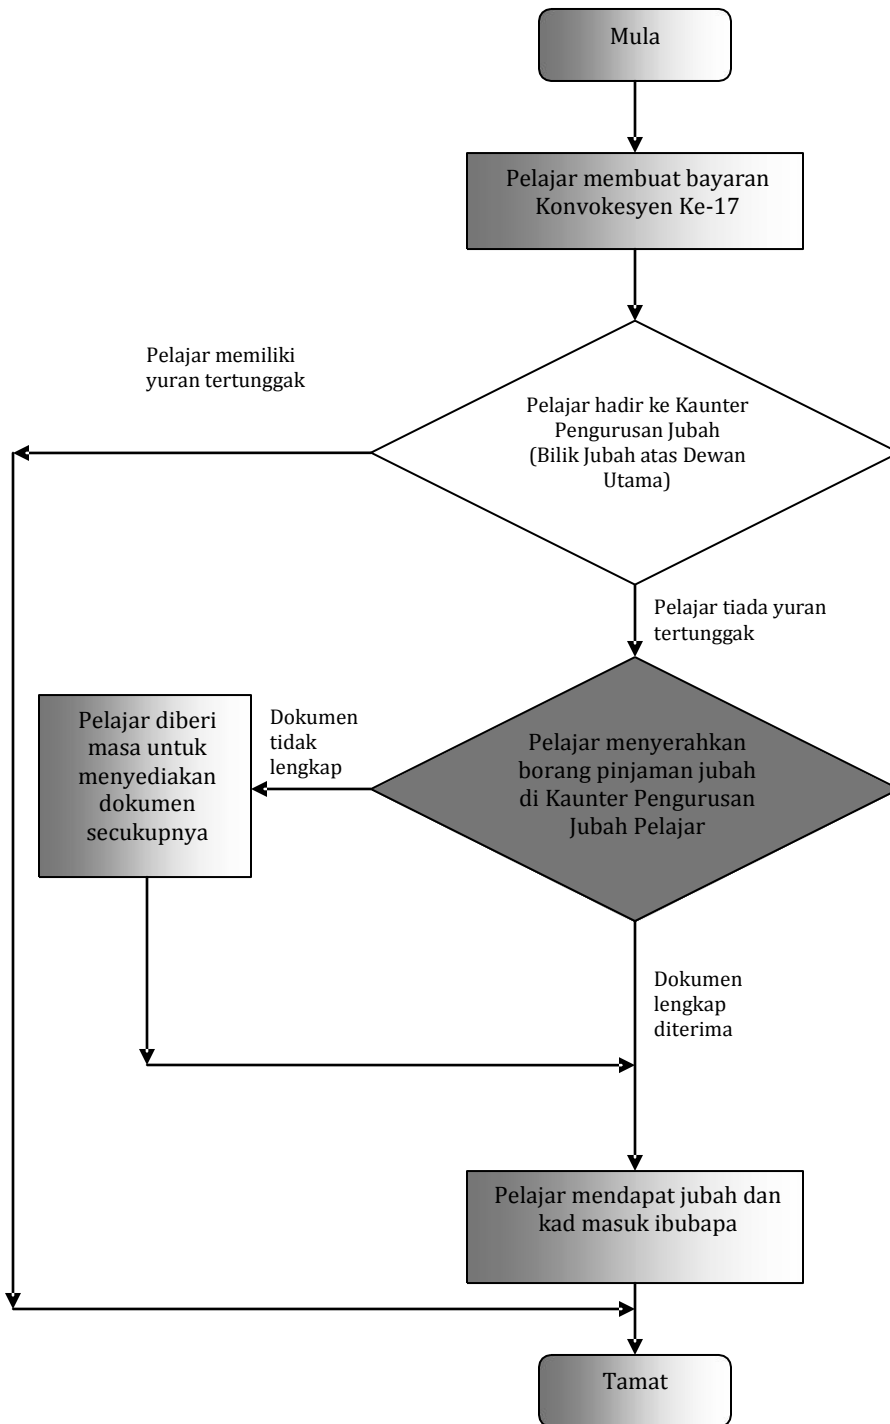 Mula
Pelajar membuat bayaran
Konvokesyen Ke-17
Pelajar memiliki
yuran tertunggak
Pelajar hadir ke Kaunter
Pengurusan Jubah
(Bilik Jubah atas Dewan
Utama)
Pelajar tiada yuran
tertunggak
Pelajar diberi
masa untuk
menyediakan
dokumen
secukupnya
Dokumen
tidak
lengkap
Pelajar menyerahkan
borang pinjaman jubah
di Kaunter Pengurusan
Jubah Pelajar
Dokumen
lengkap
diterima
Pelajar mendapat jubah dan
kad masuk ibubapa
Tamat